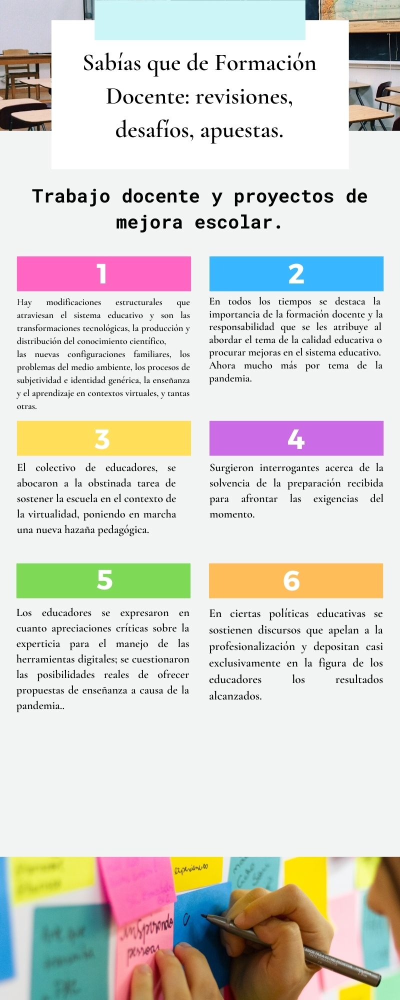 Sabías que de Formación
Docente: revisiones,
desafíos, apuestas.
Trabajo docente y proyectos de
mejora escolar.
1
Hay modificaciones estructurales que
atraviesan el sistema educativo y son las
transformaciones tecnológicas, la producción y
distribución del conocimiento científico,
las nuevas configuraciones familiares, los
problemas del medio ambiente, los procesos de
subjetividad e identidad genérica, la enseñanza
y el aprendizaje en contextos virtuales, y tantas
otras.
2
En todos los tiempos se destaca la
importancia de la formación docente y la
responsabilidad que se les atribuye al
abordar el tema de la calidad educativa o
procurar mejoras en el sistema educativo.
Ahora mucho más por tema de la
pandemia.
3
El colectivo de educadores, se
abocaron a la obstinada tarea de
sostener la escuela en el contexto de
la virtualidad, poniendo en marcha
una nueva hazaña pedagógica.
4
Surgieron interrogantes acerca de la
solvencia de la preparación recibida
para afrontar las exigencias del
momento.
5
Los educadores se expresaron en
cuanto apreciaciones críticas sobre la
experticia para el manejo de las
herramientas digitales; se cuestionaron
las posibilidades reales de ofrecer
propuestas de enseñanza a causa de la
pandemia..
6
En ciertas políticas educativas se
sostienen discursos que apelan a la
profesionalización y depositan casi
exclusivamente en la figura de los
educadores los resultados
alcanzados.
experiencias
inspirando
pessoas
CADOR PARA RETRO-PROJETOR
TINTA PERMANENTE
2.0mm